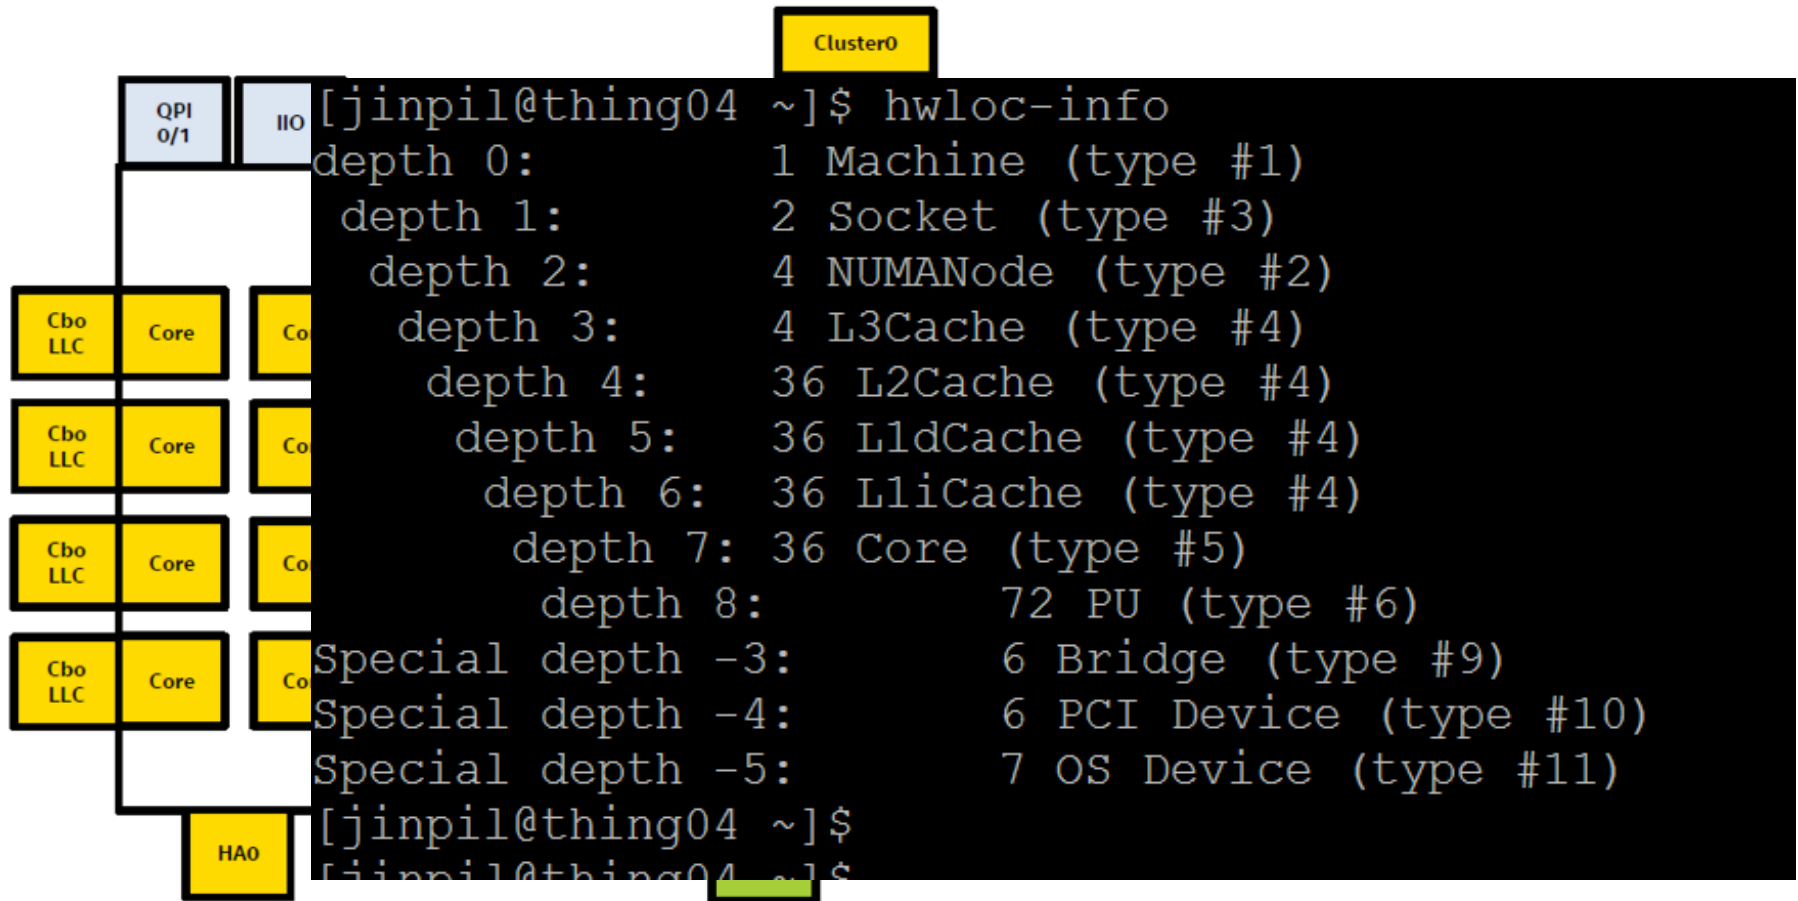 Cluster0
QPI
0/1
IIO
[jinpil@thing04 ~]$ hwloc-info
depth 0:           1 Machine (type #1)
 depth 1:          2 Socket (type #3)
  depth 2:         4 NUMANode (type #2)
   depth 3:        4 L3Cache (type #4)
    depth 4:       36 L2Cache (type #4)
     depth 5:      36 L1dCache (type #4)
      depth 6:     36 L1iCache (type #4)
       depth 7:    36 Core (type #5)
        depth 8:           72 PU (type #6)
Special depth -3:          6 Bridge (type #9)
Special depth -4:          6 PCI Device (type #10)
Special depth -5:          7 OS Device (type #11)
[jinpil@thing04 ~]$
[jinpil@thing04 ~]$
Cbo
LLC
Core
Cbo
LLC
Core
Cbo
LLC
Core
Cbo
LLC
Core
HA0